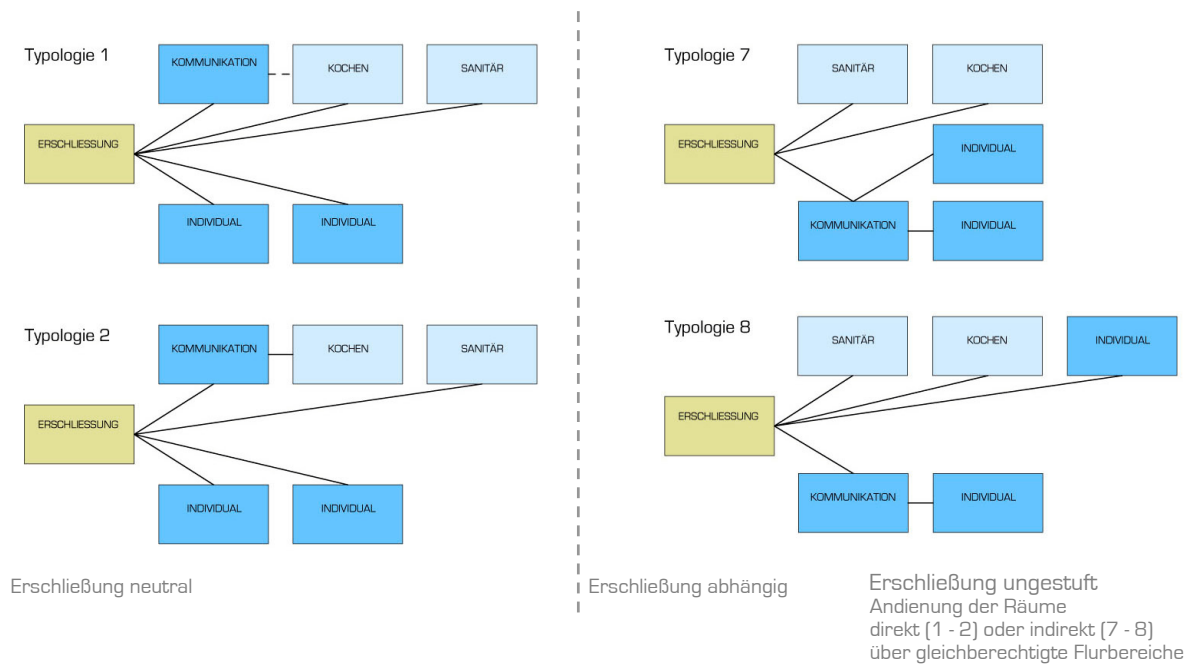 Typologie 1
KOMMUNIKATION
KOCHEN
SANITÄR
ERSCHLIESSUNG
INDIVIDUAL
INDIVIDUAL
Typologie 2
KOMMUNIKATION
KOCHEN
SANITÄR
ERSCHLIESSUNG
INDIVIDUAL
INDIVIDUAL
Erschließung neutral
Typologie 7
SANITÄR
KOCHEN
ERSCHLIESSUNG
INDIVIDUAL
KOMMUNIKATION
INDIVIDUAL
Typologie 8
SANITÄR
KOCHEN
INDIVIDUAL
ERSCHLIESSUNG
KOMMUNIKATION
INDIVIDUAL
Erschließung abhängig
Erschließung ungestuft
Andienung der Räume
direkt (1 - 2) oder indirekt (7 - 8)
über gleichberechtigte Flurbereiche